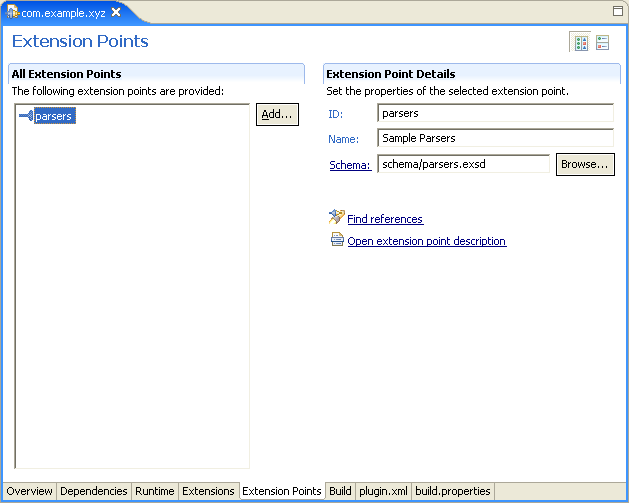 com.example.xyz
Extension Points
All Extension Points
The following extension points are provided:
parsers
Add...
Extension Point Details
Set the properties of the selected extension point.
ID: parsers
Name: Sample Parsers
Schema: schema/parsers.exsd Browse...
Find references
Open extension point description
Overview Dependencies Runtime Extensions Extension Points Build plugin.xml build.properties